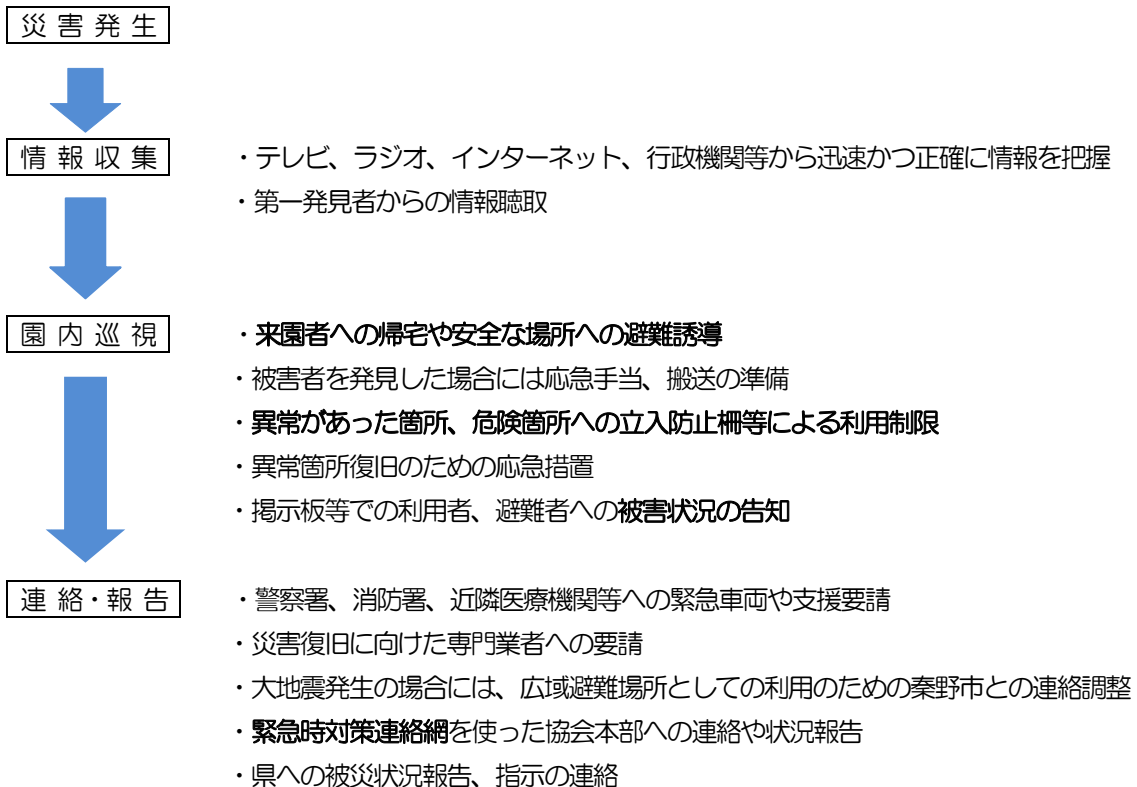 災害発生
情報収集
・テレビ、ラジオ、インターネット、行政機関等から迅速かつ正確に情報を把握
・第一発見者からの情報聴取
園内巡視
・来園者への帰宅や安全な場所への避難誘導
・被害者を発見した場合には応急手当、搬送の準備
・異常があった箇所、危険箇所への立入防止柵等による利用制限
・異常箇所復旧のための応急措置
・掲示板等での利用者、避難者への被害状況の告知
連絡・報告
・警察署、消防署、近隣医療機関等への緊急車両や支援要請
・災害復旧に向けた専門業者への要請
・大地震発生の場合には、広域避難場所としての利用のための秦野市との連絡調整
・緊急時対策連絡網を使った協会本部への連絡や状況報告
・県への被災状況報告、指示の連絡